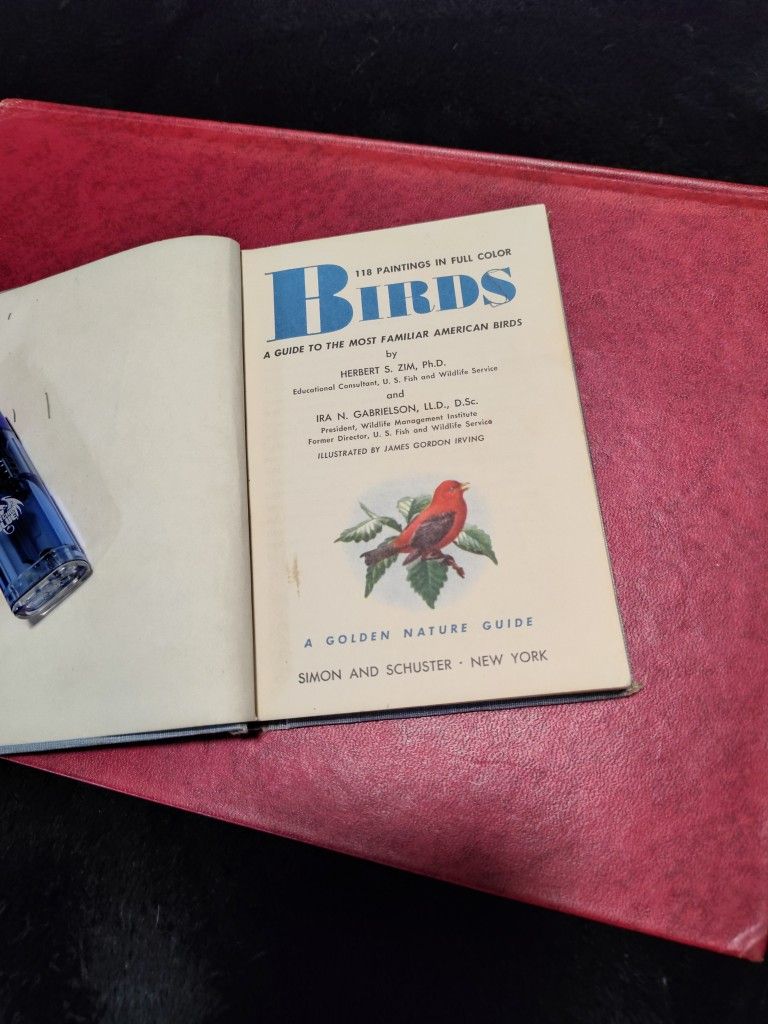 118 PAINTINGS IN FULL COLOR
BIRDS
A GUIDE TO THE MOST FAMILIAR AMERICAN BIRDS
by
HERBERT S. ZIM, Ph.D.
Educational Consultant, U. S. Fish and Wildlife Service
and
IRA N. GABRIELSON, LL.D., D.Sc.
President, Wildlife Management Institute
Former Director, U. S. Fish and Wildlife Service
ILLUSTRATED BY JAMES GORDON IRVING
A GOLDEN NATURE GUIDE
SIMON AND SCHUSTER · NEW YORK